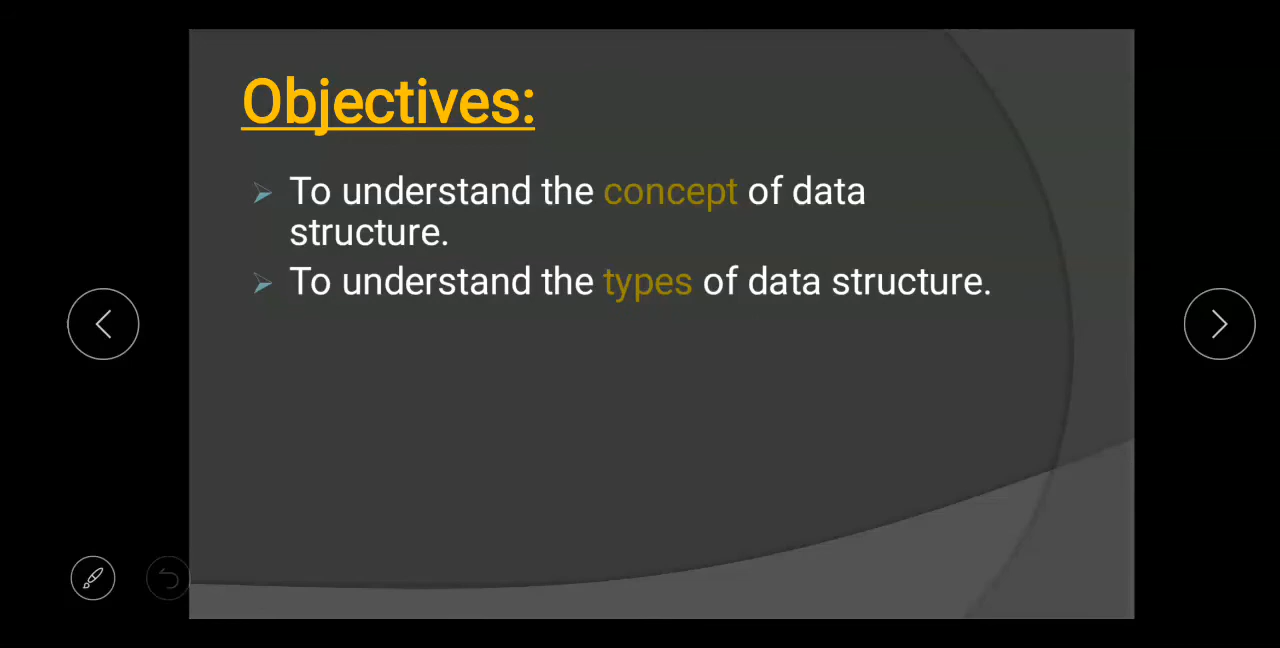 Objectives:
To understand the concept of data
structure.
To understand the types of data structure.